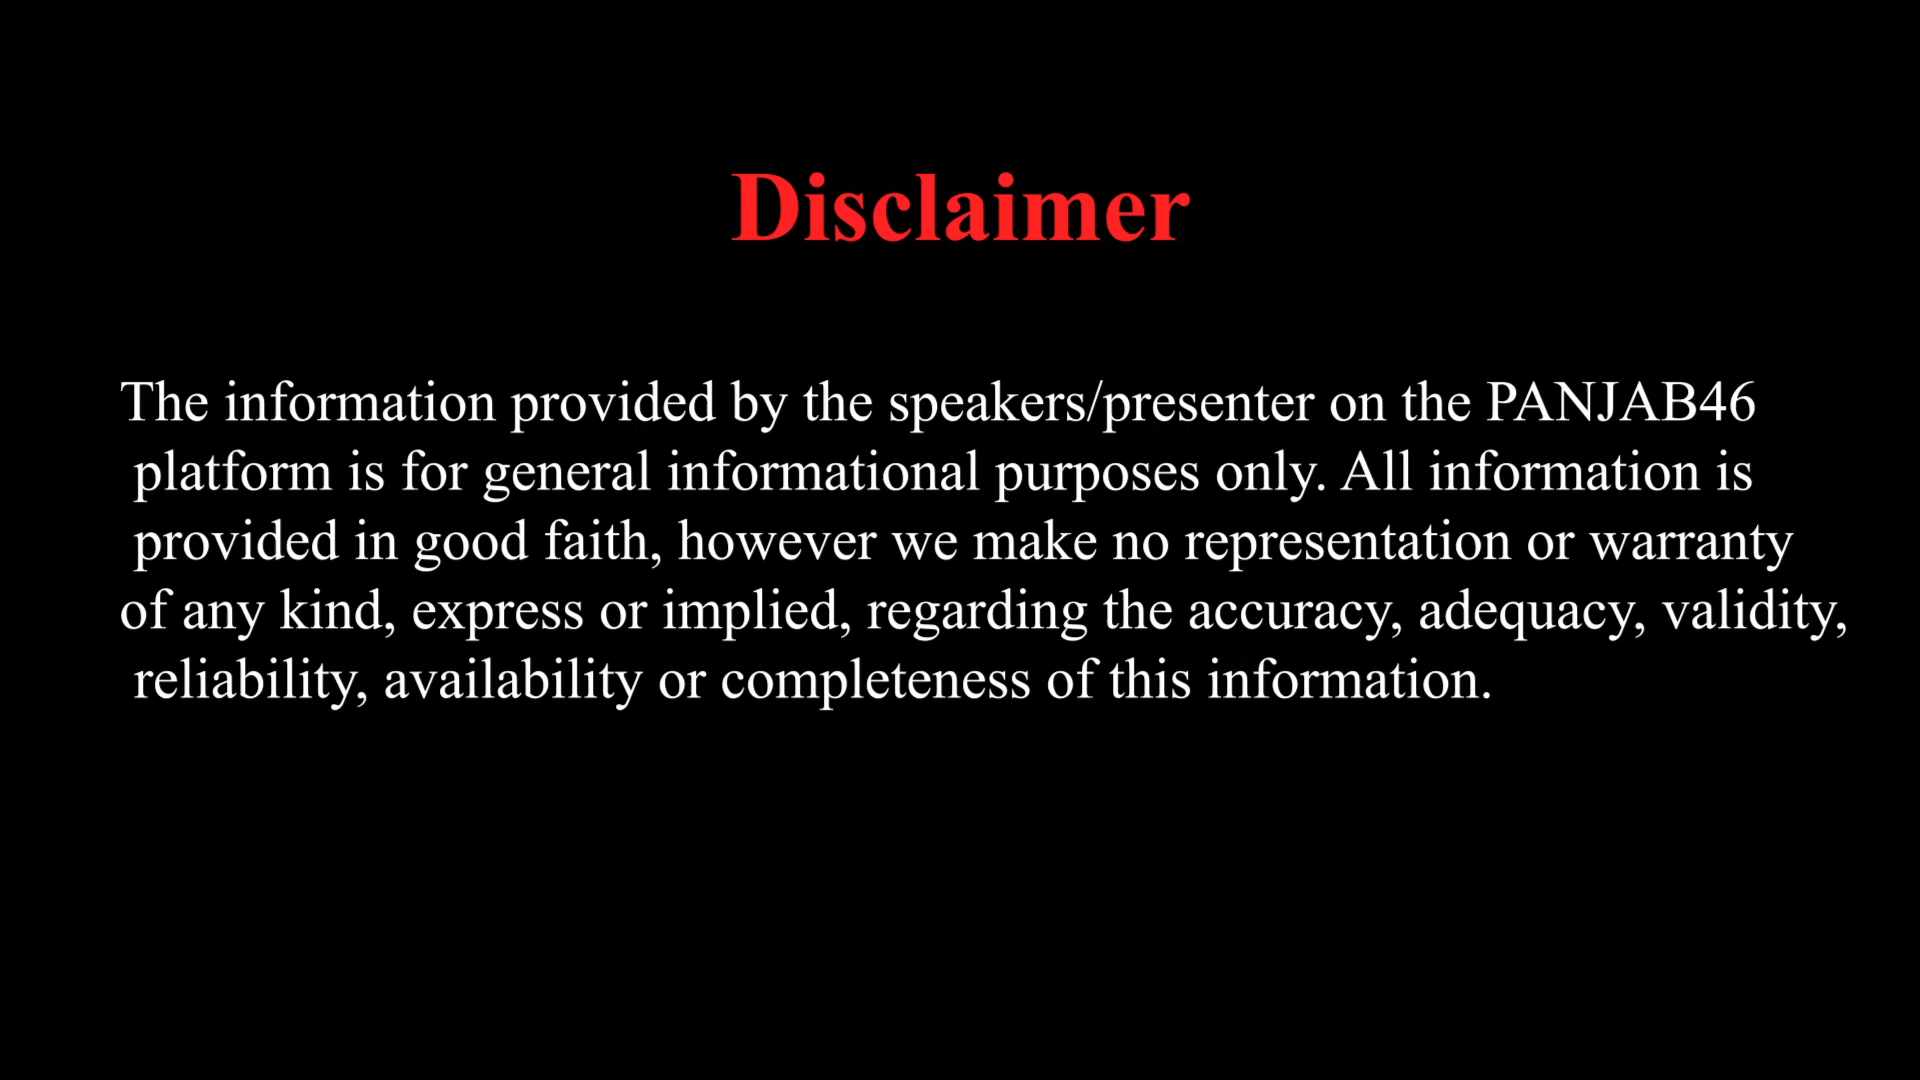 Disclaimer
The information provided by the speakers/presenter on the PANJAB46
platform is for general informational purposes only. All information is
provided in good faith, however we make no representation or warranty
of any kind, express or implied, regarding the accuracy, adequacy, validity,
reliability, availability or completeness of this information.